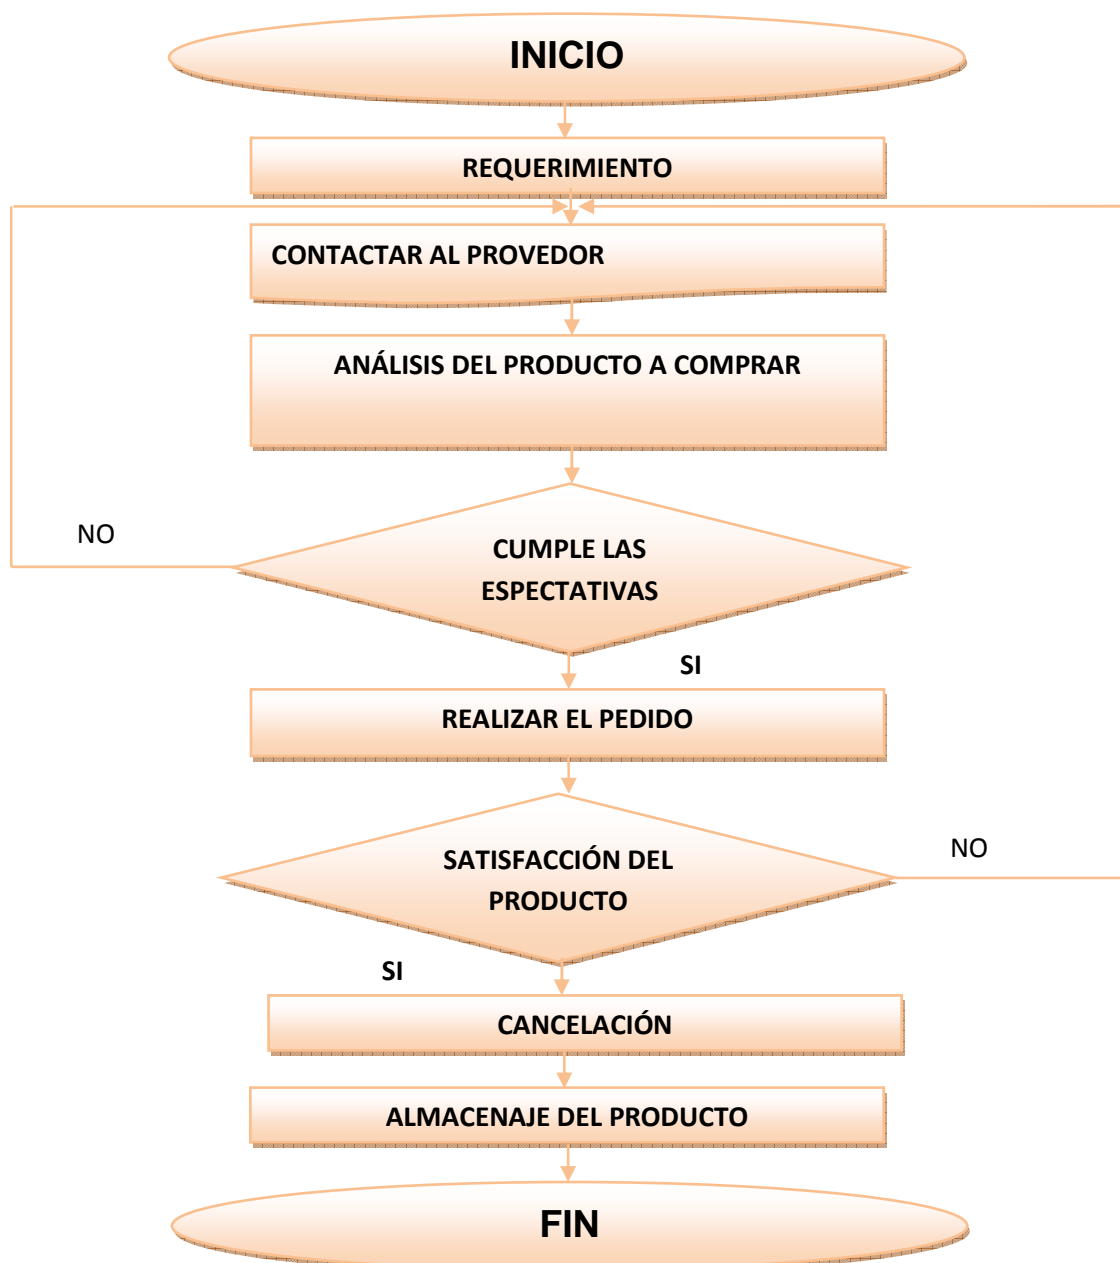 INICIO
REQUERIMIENTO
CONTACTAR AL PROVEDOR
ANÁLISIS DEL PRODUCTO A COMPRAR
NO
CUMPLE LAS
ESPECTATIVAS
SI
REALIZAR EL PEDIDO
SATISFACCIÓN DEL
PRODUCTO
NO
SI
CANCELACIÓN
ALMACENAJE DEL PRODUCTO
FIN